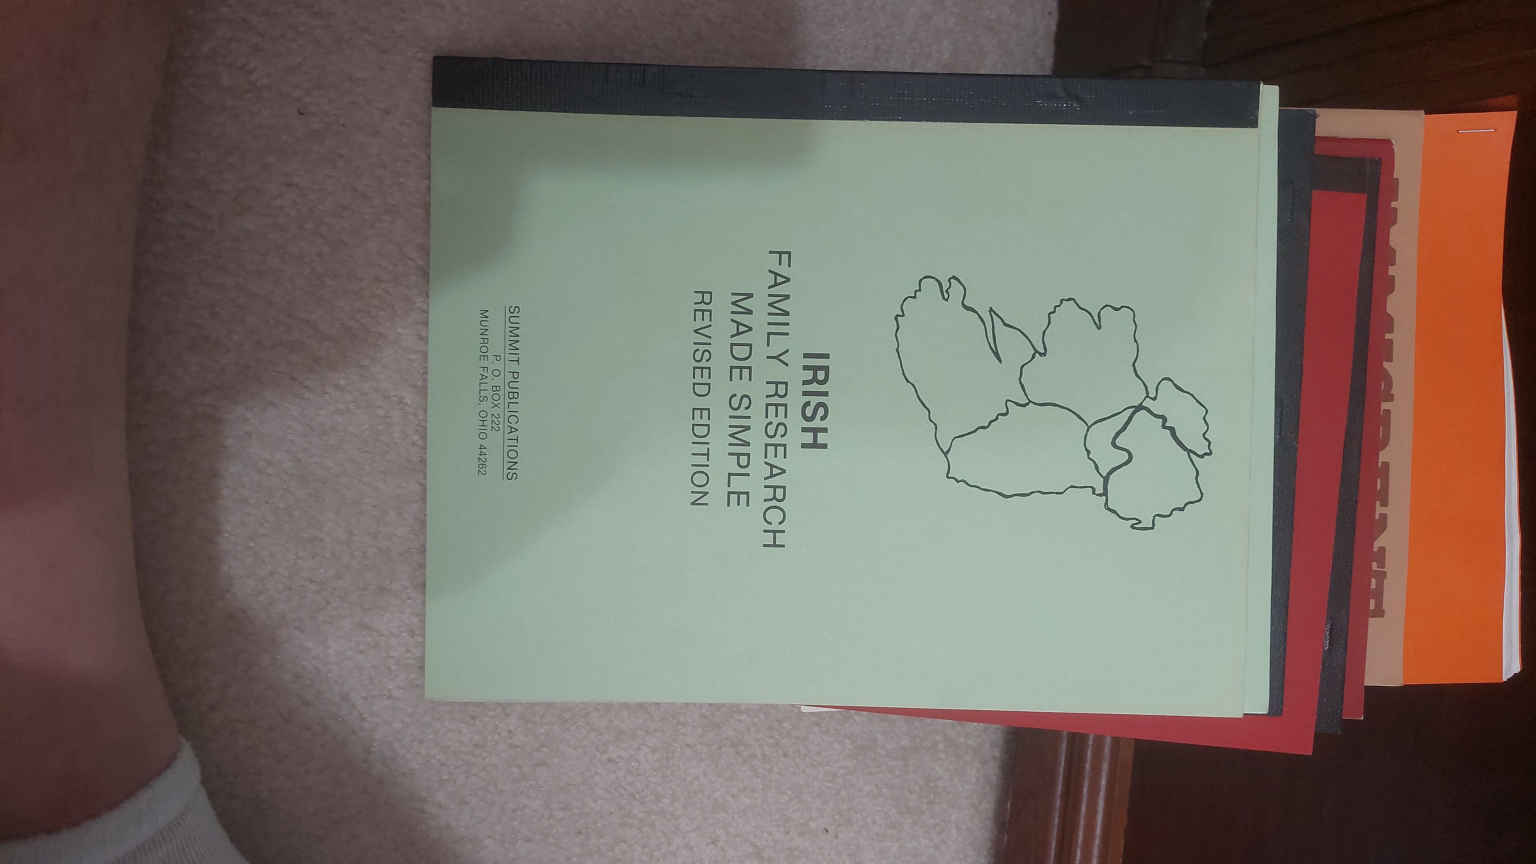 IRISH
FAMILY RESEARCH
MADE SIMPLE
REVISED EDITION
SUMMIT PUBLICATIONS
P. O. BOX 222
MUNROE FALLS, OHIO 44262